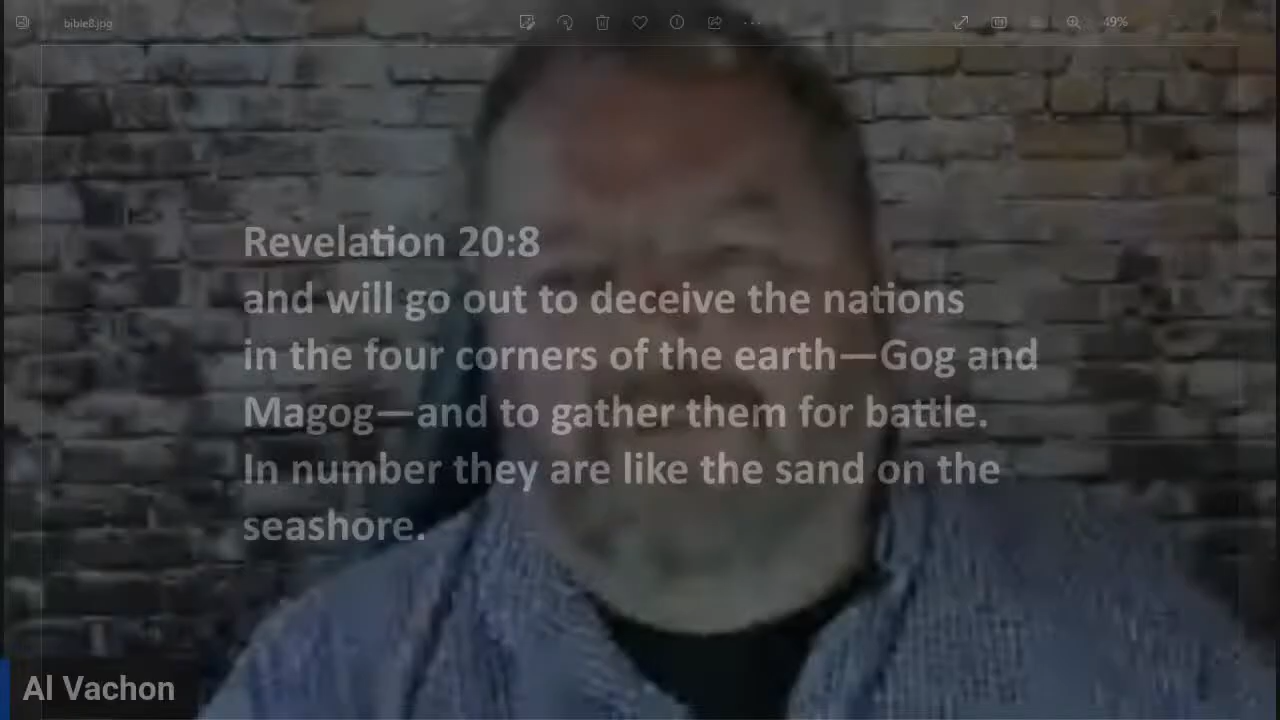 bible8.jpg
49%
Revelation 20:8
and will go out to deceive the nations
in the four corners of the earth—Gog and
Magog—and to gather them for battle.
In number they are like the sand on the
seashore.
Al Vachon